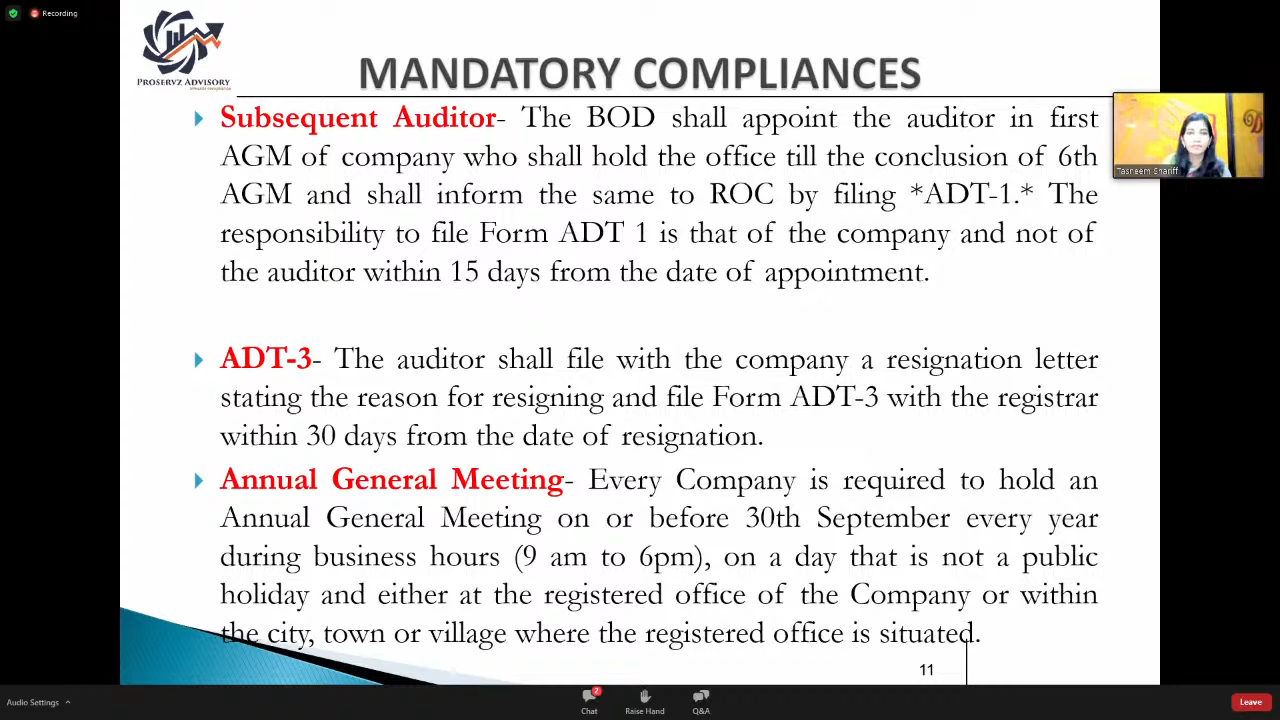 Recording
PROSERVZ ADVISORY
MANDATORY COMPLIANCES
Subsequent Auditor- The BOD shall appoint the auditor in first
AGM of company who shall hold the office till the conclusion of 6th
AGM and shall inform the same to ROC by filing *ADT-1.* The
responsibility to file Form ADT 1 is that of the company and not of
the auditor within 15 days from the date of appointment.
Tasneem Shariff
ADT-3- The auditor shall file with the company a resignation letter
stating the reason for resigning and file Form ADT-3 with the registrar
within 30 days from the date of resignation.
Annual General Meeting- Every Company is required to hold an
Annual General Meeting on or before 30th September every year
during business hours (9 am to 6pm), on a day that is not a public
holiday and either at the registered office of the Company or within
the city, town or village where the registered office is situated.
11
Audio Settings
2
Chat
Raise Hand
Q&A
Leave